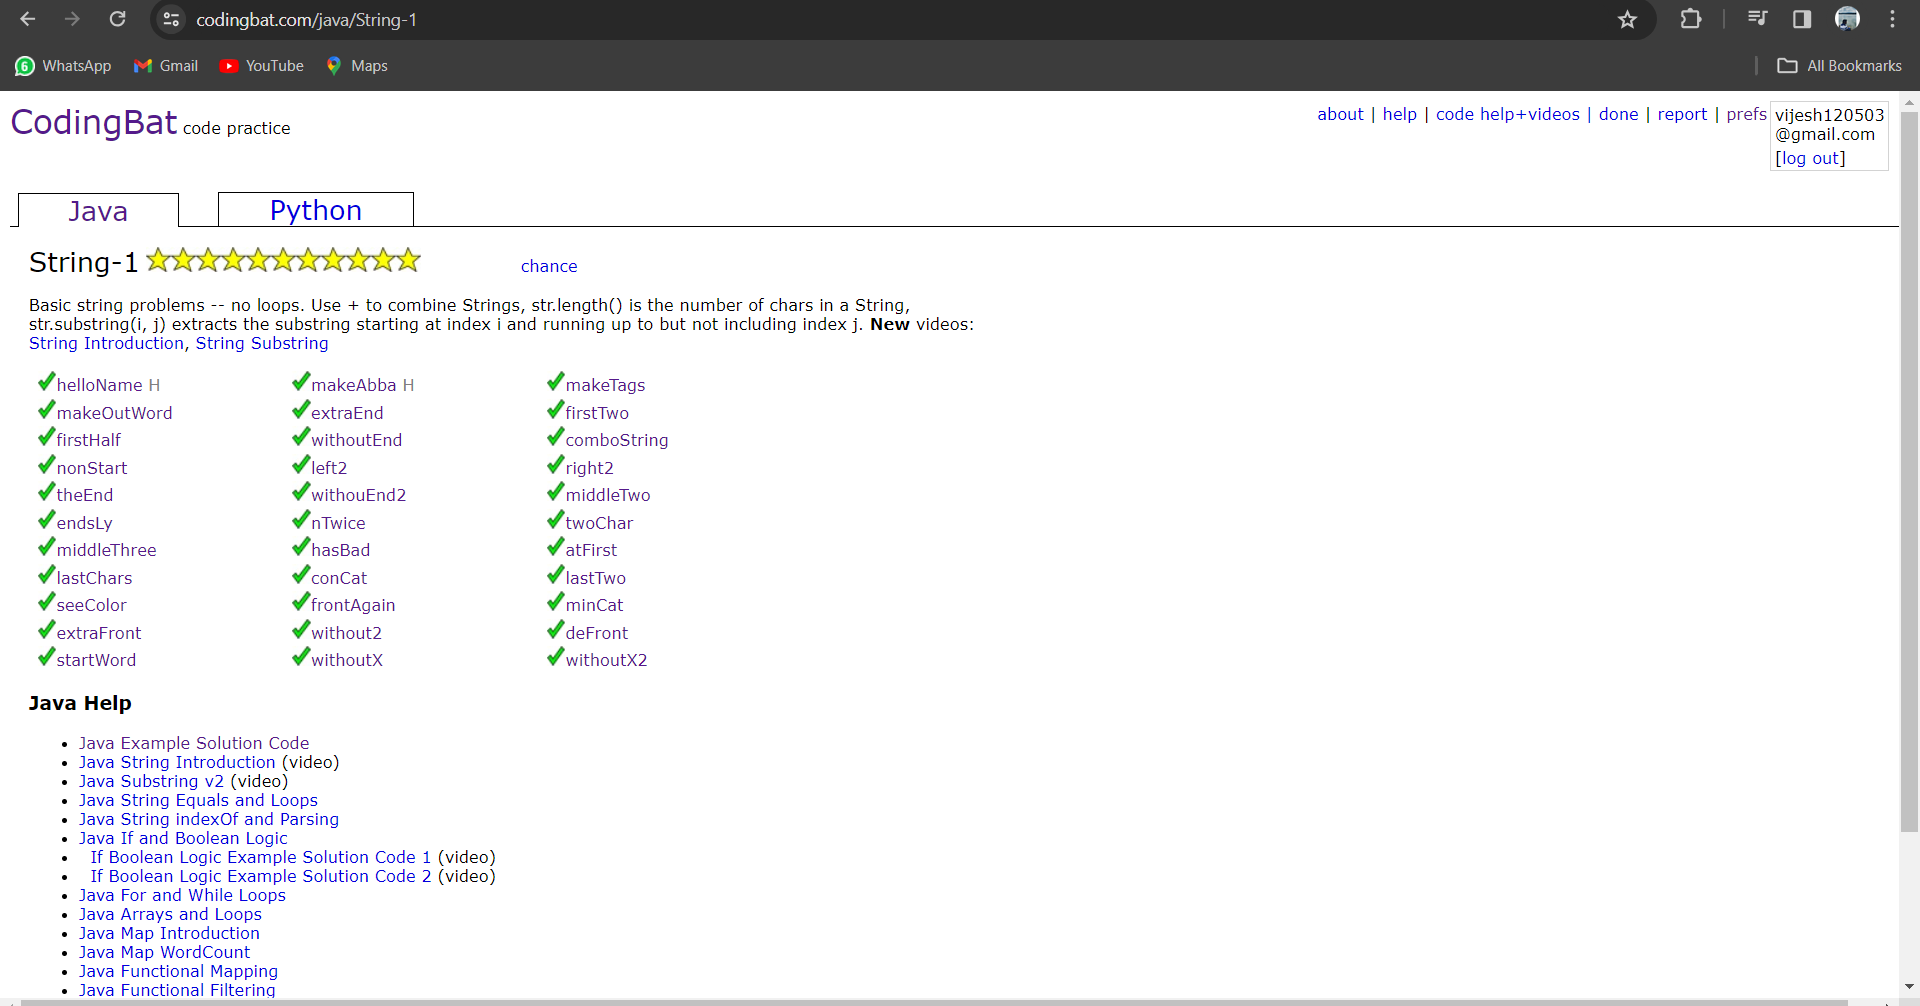 codingbat.com/java/String-1
6 WhatsApp Gmail YouTube Maps All Bookmarks
CodingBat code practice
about | help | code help+videos | done | report | prefs
vijesh120503
@gmail.com
[log out]
Java Python
String-1 chance
Basic string problems -- no loops. Use + to combine Strings, str.length() is the number of chars in a String,
str.substring(i, j) extracts the substring starting at index i and running up to but not including index j. New videos:
String Introduction, String Substring
helloName H makeAbba H makeTags
makeOutWord extraEnd firstTwo
firstHalf withoutEnd comboString
nonStart left2 right2
theEnd withouEnd2 middleTwo
endsLy nTwice twoChar
middleThree hasBad atFirst
lastChars conCat lastTwo
seeColor frontAgain minCat
extraFront without2 deFront
startWord withoutX withoutX2
Java Help
Java Example Solution Code
Java String Introduction (video)
Java Substring v2 (video)
Java String Equals and Loops
Java String indexOf and Parsing
Java If and Boolean Logic
If Boolean Logic Example Solution Code 1 (video)
If Boolean Logic Example Solution Code 2 (video)
Java For and While Loops
Java Arrays and Loops
Java Map Introduction
Java Map WordCount
Java Functional Mapping
Java Functional Filtering